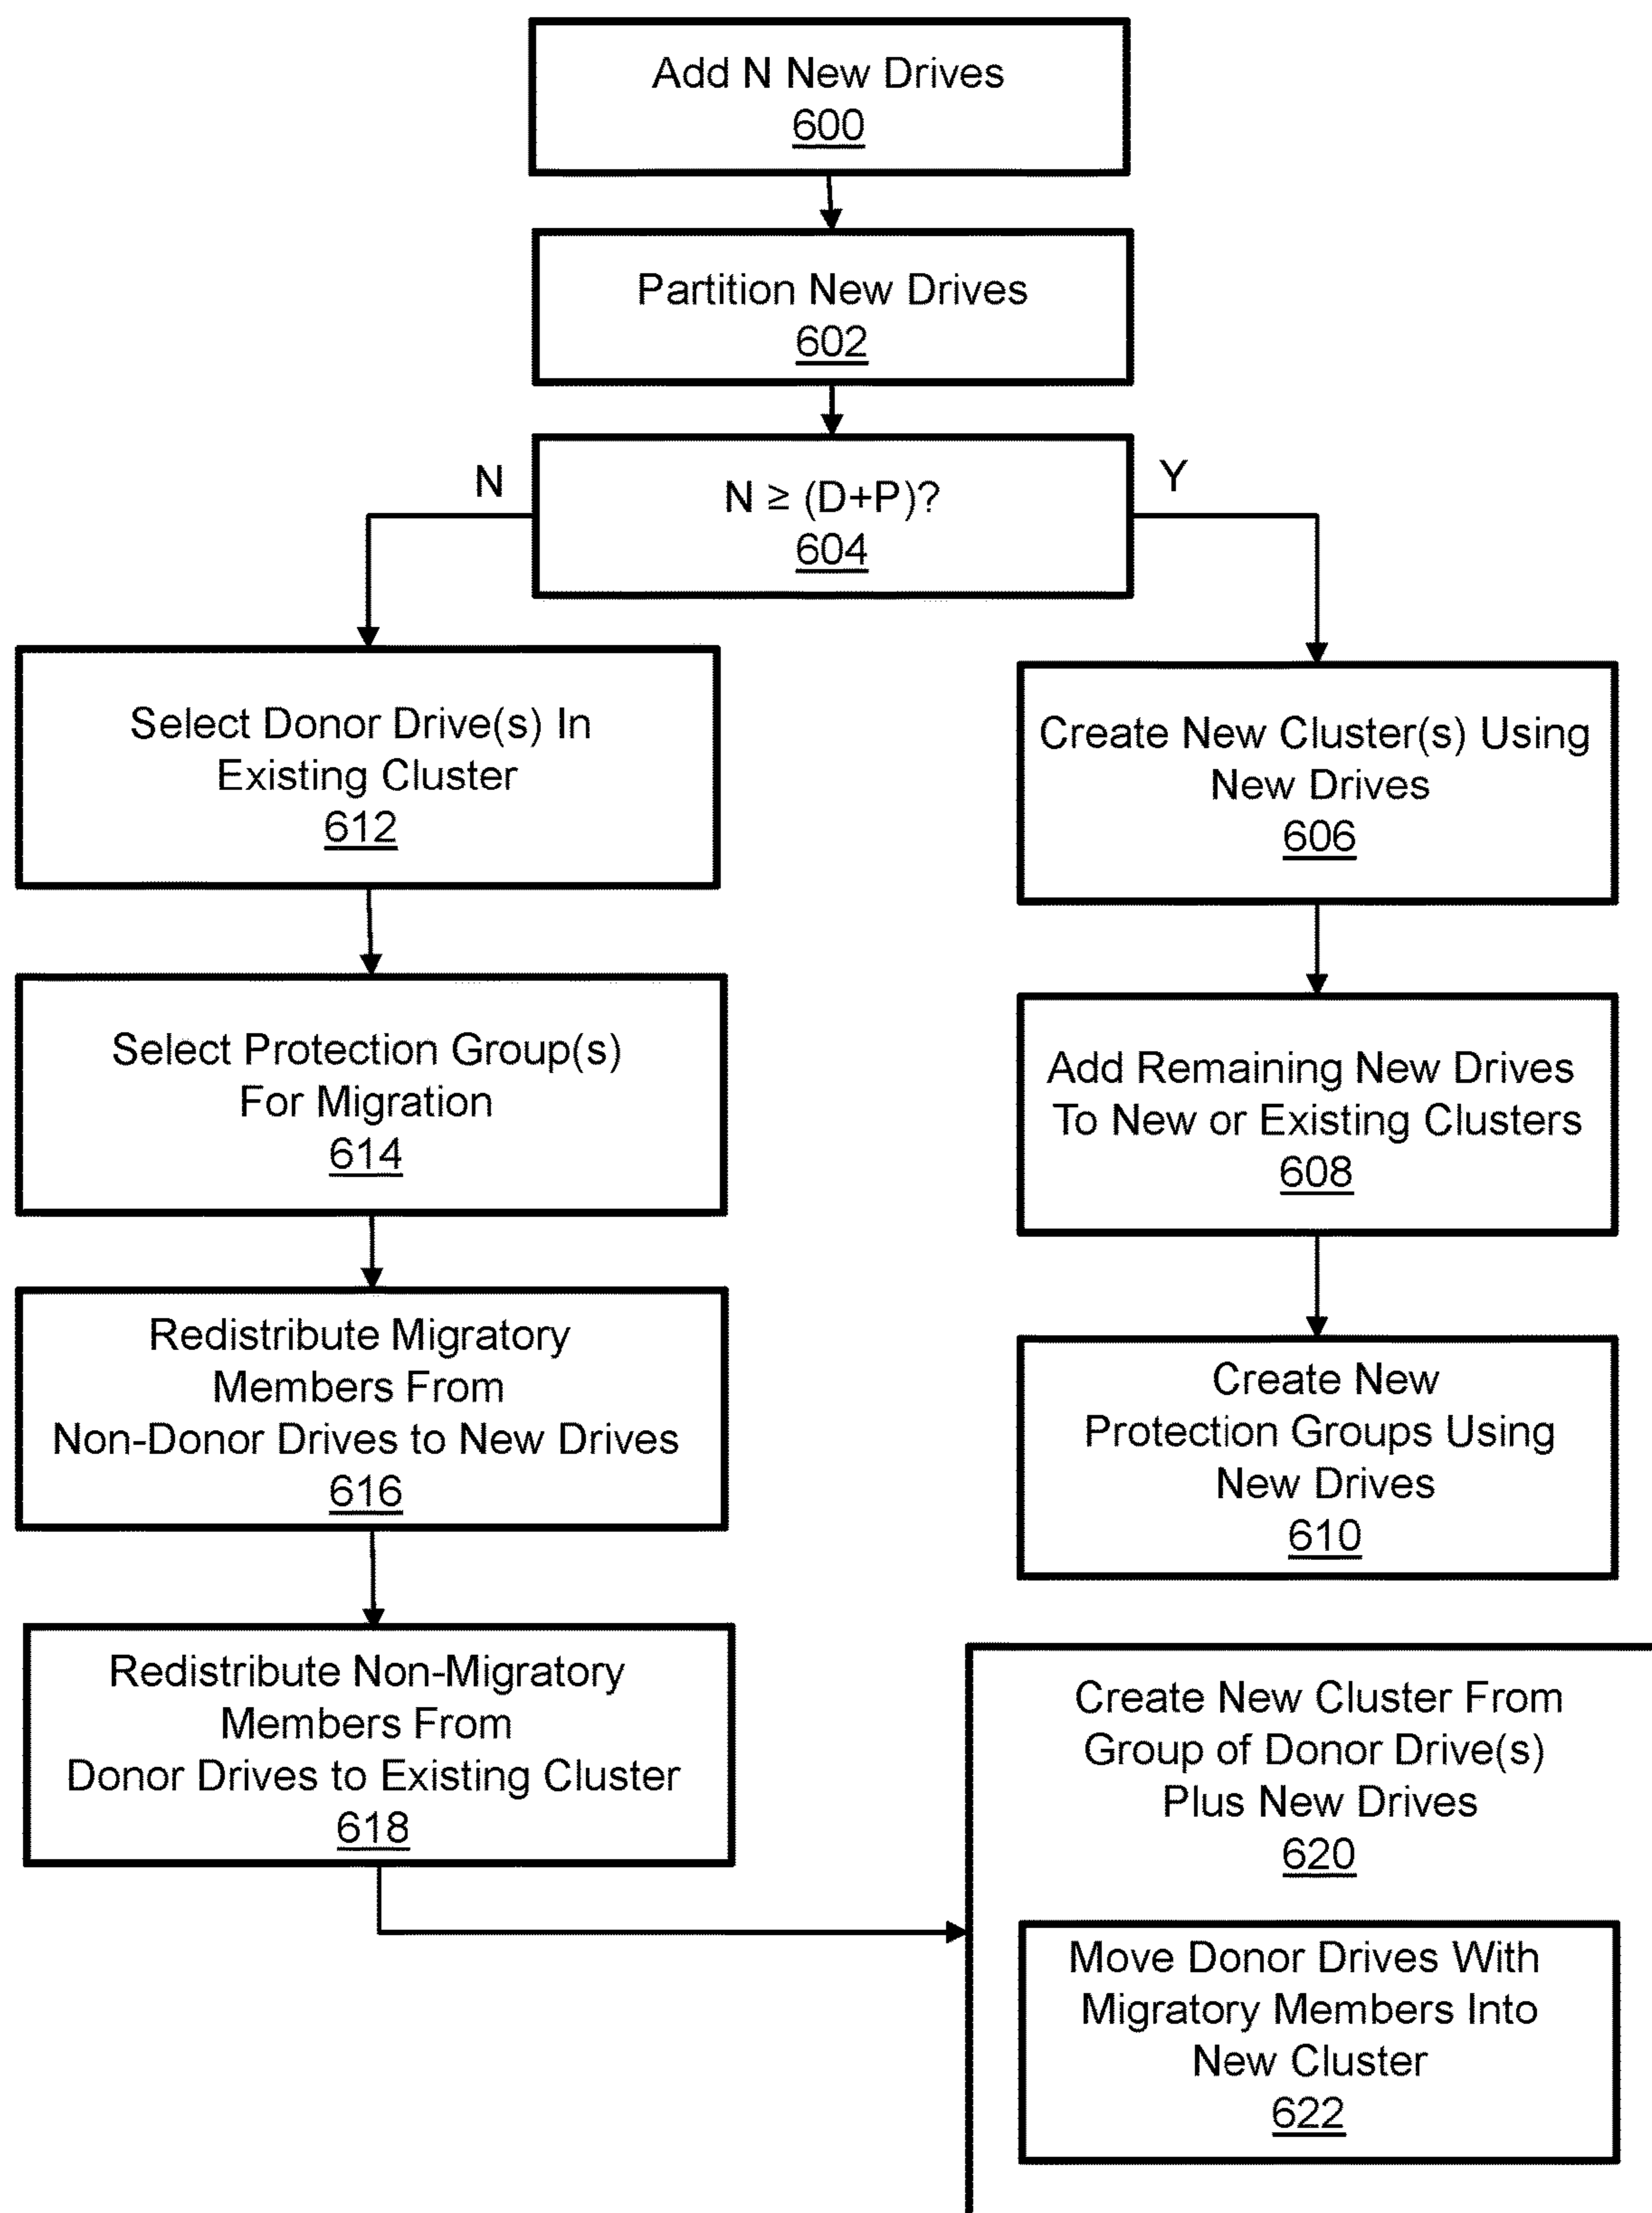 Add N New Drives
600
Partition New Drives
602
N ≥ (D+P)?
604
N
Y
Select Donor Drive(s) In
Existing Cluster
612
Select Protection Group(s)
For Migration
614
Redistribute Migratory
Members From
Non-Donor Drives to New Drives
616
Redistribute Non-Migratory
Members From
Donor Drives to Existing Cluster
618
Create New Cluster(s) Using
New Drives
606
Add Remaining New Drives
To New or Existing Clusters
608
Create New
Protection Groups Using
New Drives
610
Create New Cluster From
Group of Donor Drive(s)
Plus New Drives
620
Move Donor Drives With
Migratory Members Into
New Cluster
622